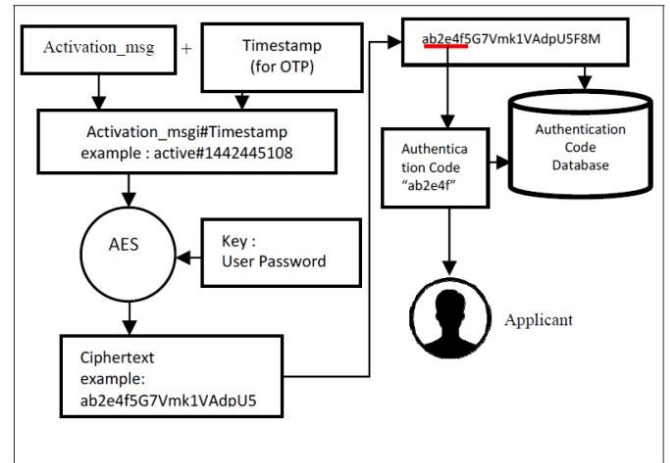 Activation_msg
+
Timestamp
(for OTP)
Activation_msgi#Timestamp
example : active#1442445108
AES
Key :
User Password
Ciphertext
example:
ab2e4f5G7Vmk1VAdpU5
ab2e4f5G7Vmk1VAdpU5F8M
Authentica
tion Code
"ab2e4f"
Authentication
Code
Database
Applicant